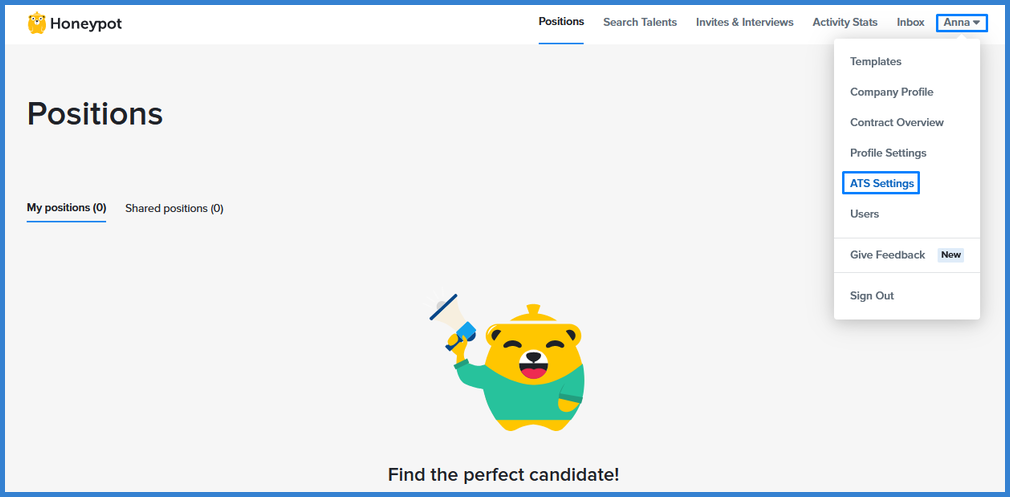 Honeypot
Positions
Search Talents
Invites & Interviews
Activity Stats
Inbox
Anna
Templates
Company Profile
Contract Overview
Profile Settings
ATS Settings
Users
Give Feedback New
Sign Out
Positions
My positions (0)
Shared positions (0)
Find the perfect candidate!